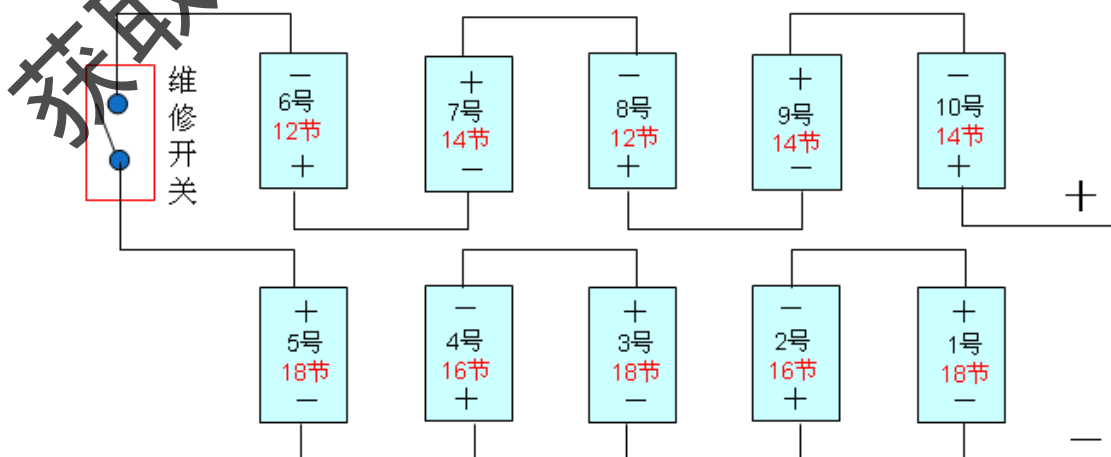 获取
维修开关
−
6号
12节
+
+
7号
14节
−
−
8号
12节
+
+
9号
14节
−
−
10号
14节
+
+
+
5号
18节
−
−
4号
16节
+
+
3号
18节
−
−
2号
16节
+
+
1号
18节
−
−